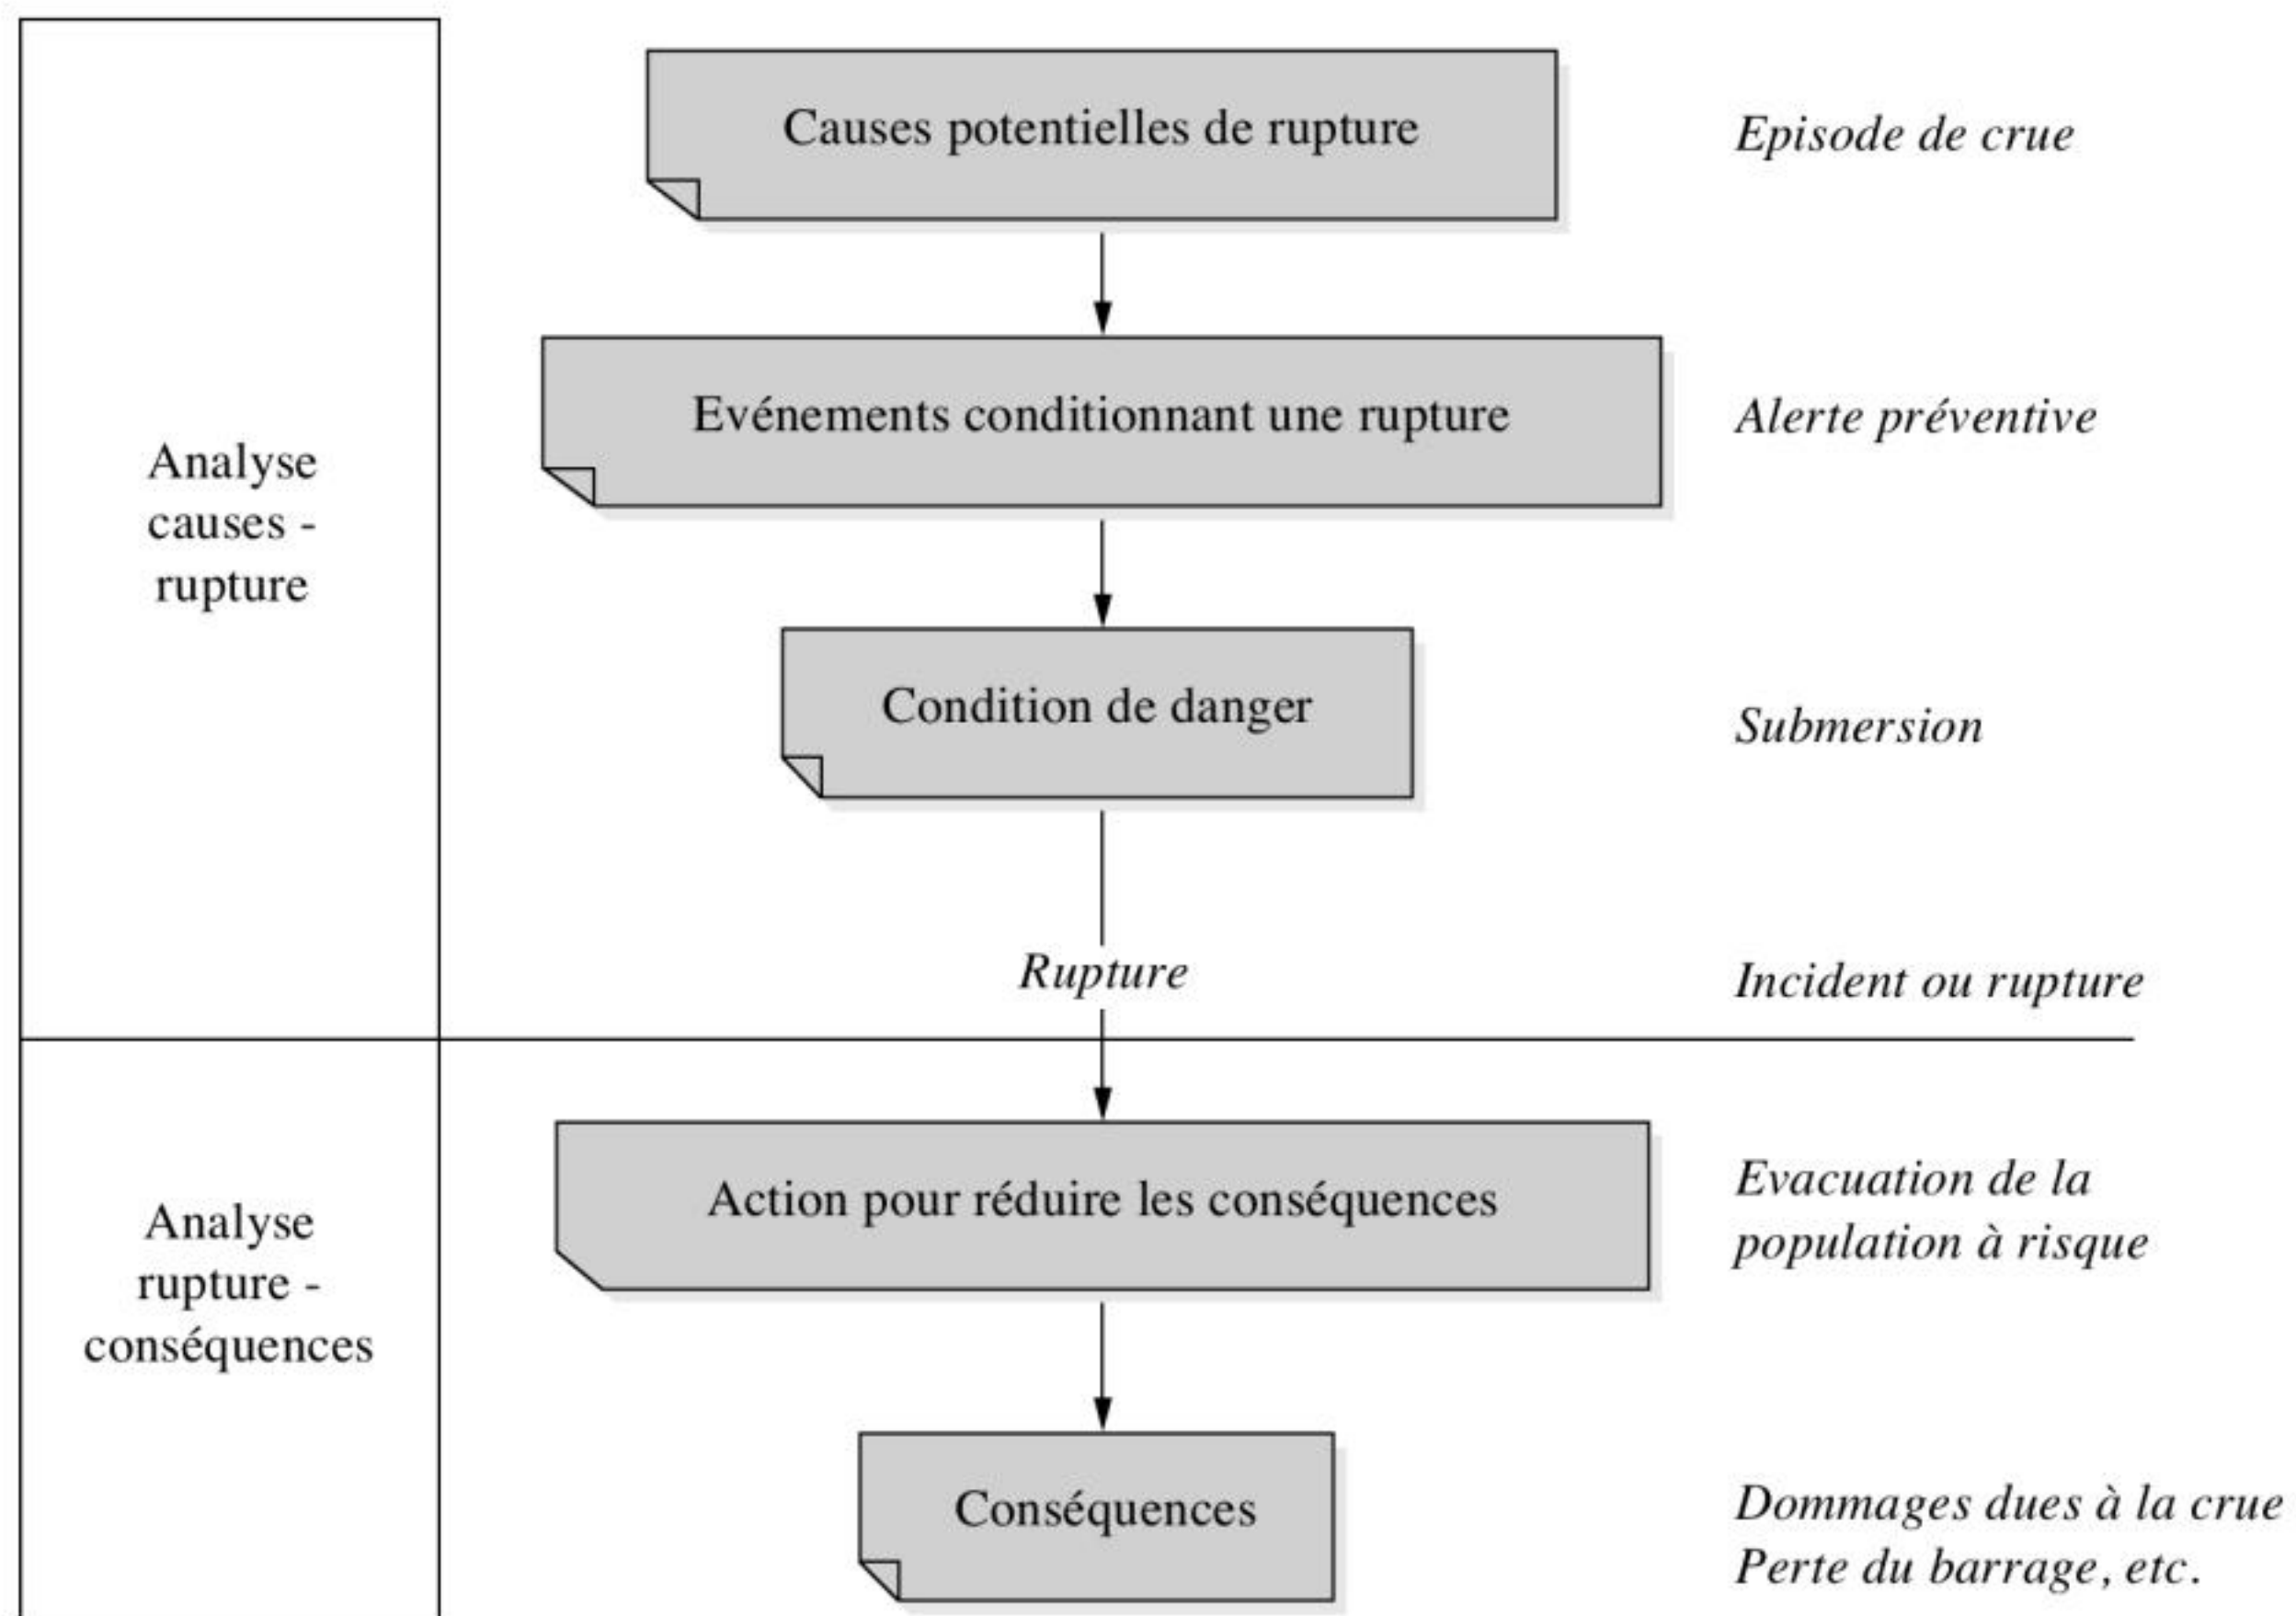 Causes potentielles de rupture
Episode de crue
Evénements conditionnant une rupture
Alerte préventive
Analyse
causes -
rupture
Condition de danger
Submersion
Rupture
Incident ou rupture
Action pour réduire les conséquences
Evacuation de la
population à risque
Analyse
rupture -
conséquences
Conséquences
Dommages dues à la crue
Perte du barrage, etc.